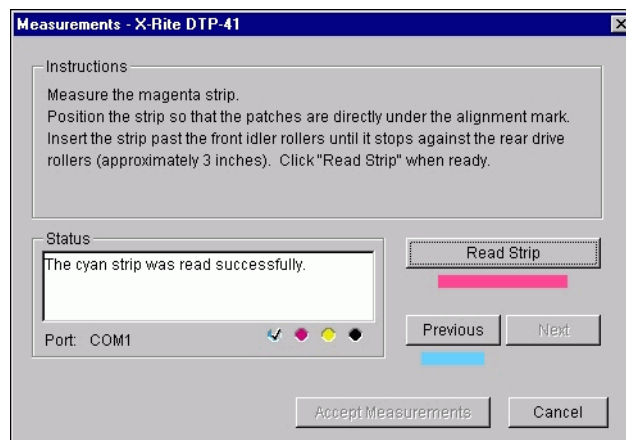 Measurements - X-Rite DTP-41
Instructions
Measure the magenta strip.
Position the strip so that the patches are directly under the alignment mark.
Insert the strip past the front idler rollers until it stops against the rear drive
rollers (approximately 3 inches).  Click "Read Strip" when ready.
Status
The cyan strip was read successfully.
Port:  COM1
Read Strip
Previous
Next
Accept Measurements
Cancel